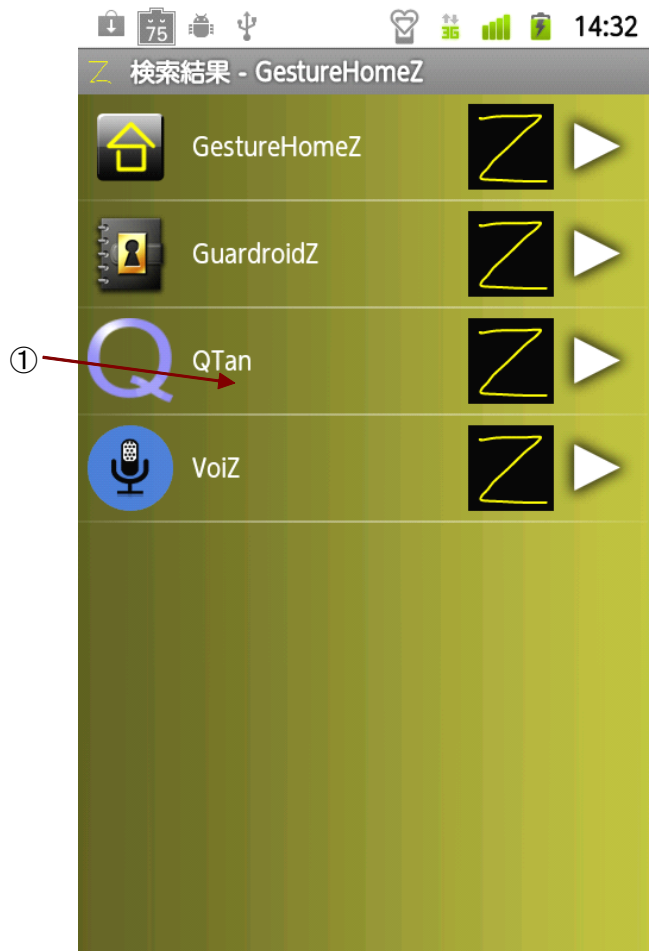 75
3G
14:32
Z 検索結果 - GestureHomeZ
GestureHomeZ
Z
GuardroidZ
Z
①
Q
QTan
Z
VoiZ
Z